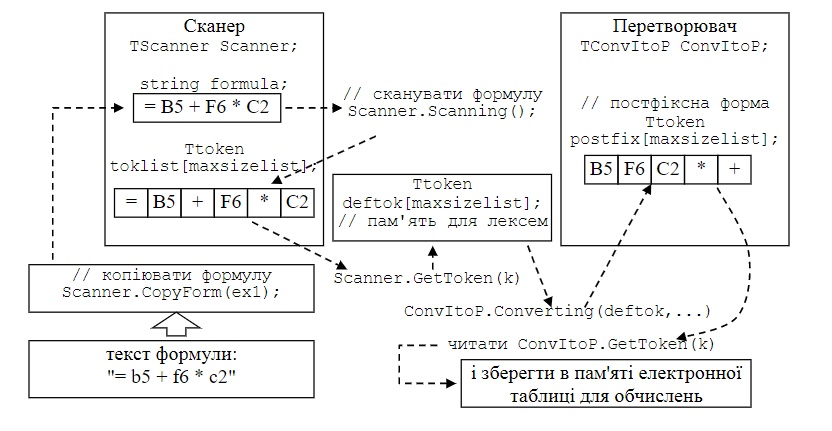 Сканер
TScanner Scanner;
string formula;
= B5 + F6 * C2
Ttoken
toklist[maxsizelist];
= B5 + F6 * C2
// сканувати формулу
Scanner.Scanning();
Ttoken
deftok[maxsizelist];
// пам'ять для лексем
Перетворювач
TConvItoP ConvItoP;
// постфіксна форма
Ttoken
postfix[maxsizelist];
B5 F6 C2 * +
// копіювати формулу
Scanner.CopyForm(ex1);
Scanner.GetToken(k)
ConvItoP.Converting(deftok,...)
текст формули:
"= b5 + f6 * c2"
читати ConvItoP.GetToken(k)
і зберегти в пам'яті електронної
таблиці для обчислень